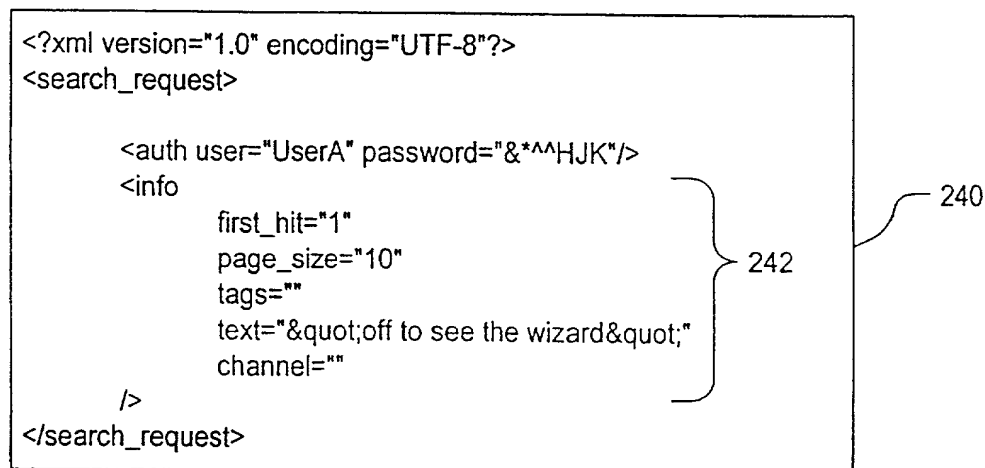 <?xml version="1.0" encoding="UTF-8"?>
<search_request>
<auth user="UserA" password="&*^^HJK"/>
<info
first_hit="1"
page_size="10"
tags=""
text="&quot;off to see the wizard&quot;"
channel=""
/>
</search_request>
240
242